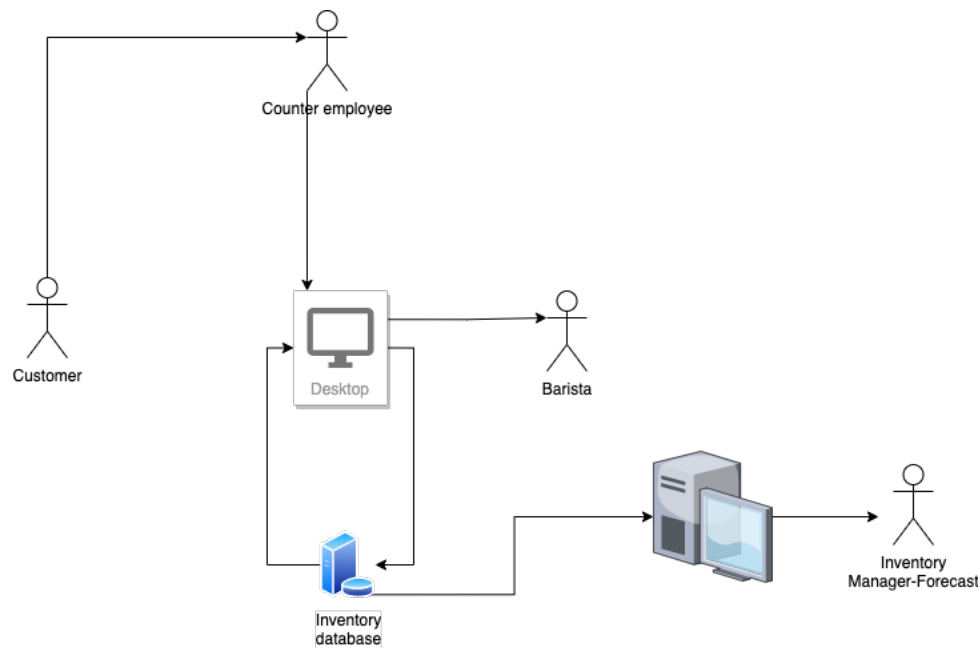 Counter employee
Customer
Desktop
Barista
Inventory
Manager-Forecast
Inventory
database